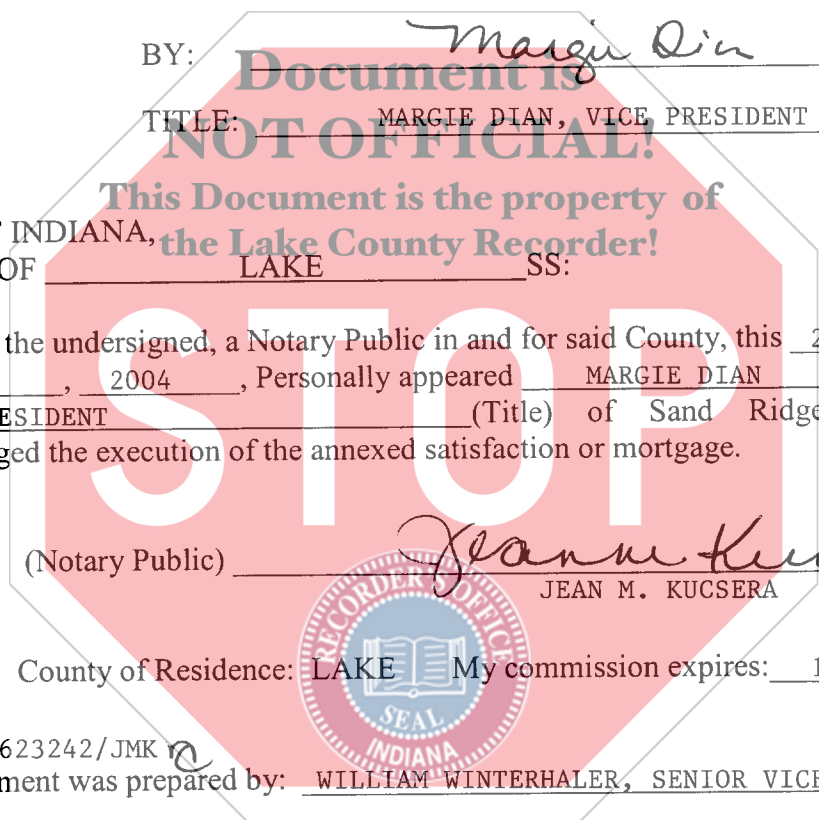 BY: Margie Dian
Document is
TITLE: MARGIE DIAN, VICE PRESIDENT
NOT OFFICIAL!
This Document is the property of
INDIANA,
the Lake County Recorder!
OF LAKE SS:
the undersigned, a Notary Public in and for said County, this 2
, 2004 , Personally appeared MARGIE DIAN
ESIDENT (Title) of Sand Ridge
ged the execution of the annexed satisfaction or mortgage.
STOP
(Notary Public)
JEAN M. KUCSERA
RECORDER'S OFFICE
County of Residence: LAKE My commission expires: 1
SEAL
INDIANA
623242/JMK
ment was prepared by: WILLIAM WINTERHALER, SENIOR VICE